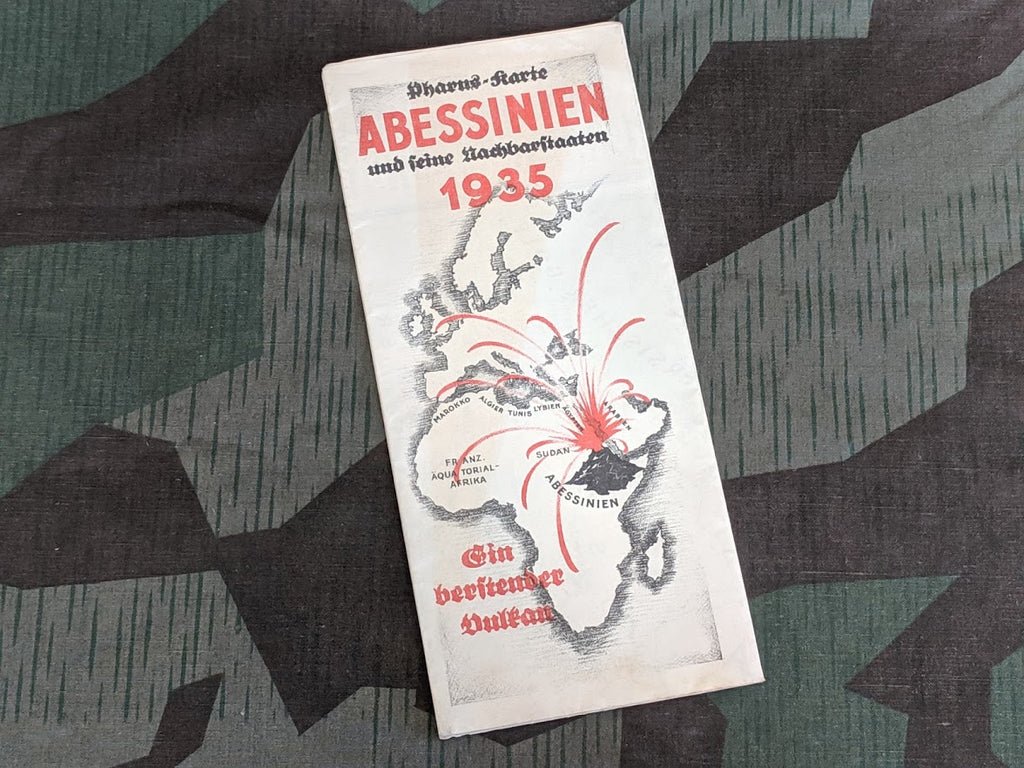 Pharus-Karte
ABESSINIEN
und seine Nachbarstaaten
1935
MAROKKO
ALGIER
TUNIS
LYBIEN
ÄGYPTEN
FRANZ.
ÄQUATORIAL-
AFRIKA
SUDAN
ABESSINIEN
Ein
berstender
Vulkan